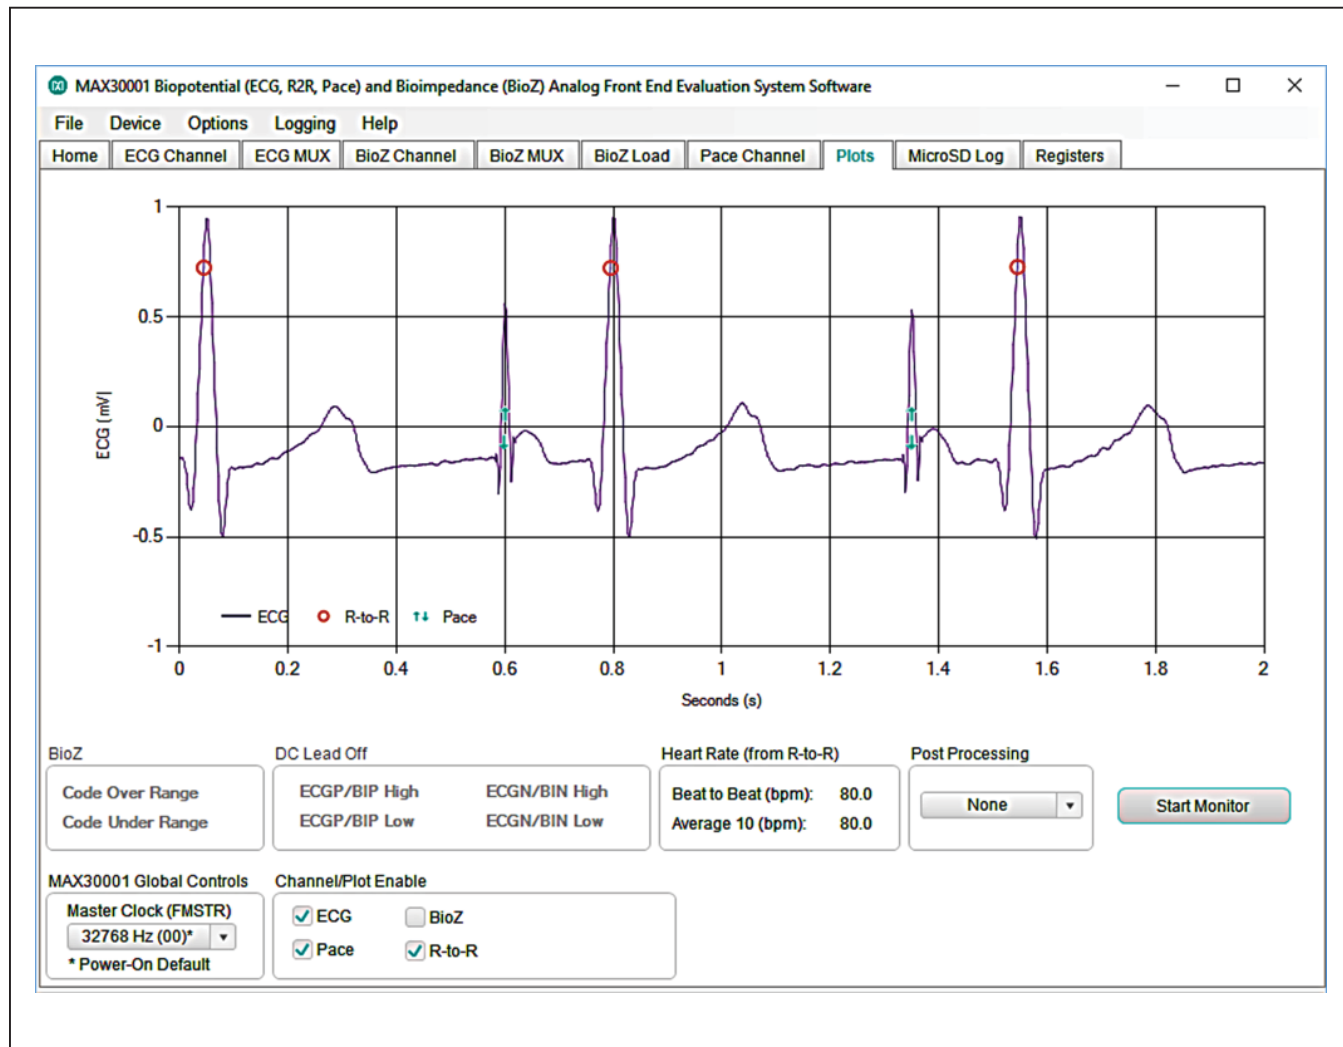 MAX30001 Biopotential (ECG, R2R, Pace) and Bioimpedance (BioZ) Analog Front End Evaluation System Software
File Device Options Logging Help
Home ECG Channel ECG MUX BioZ Channel BioZ MUX BioZ Load Pace Channel Plots MicroSD Log Registers
1
0.5
0
-0.5
-1
ECG (mV)
ECG R-to-R Pace
0 0.2 0.4 0.6 0.8 1 1.2 1.4 1.6 1.8 2
Seconds (s)
BioZ DC Lead Off Heart Rate (from R-to-R) Post Processing
Code Over Range ECGP/BIP High ECGN/BIN High Beat to Beat (bpm): 80.0
None Start Monitor
Code Under Range ECGP/BIP Low ECGN/BIN Low Average 10 (bpm): 80.0
MAX30001 Global Controls Channel/Plot Enable
Master Clock (FMSTR) ECG BioZ
32768 Hz (00)* Pace R-to-R
* Power-On Default